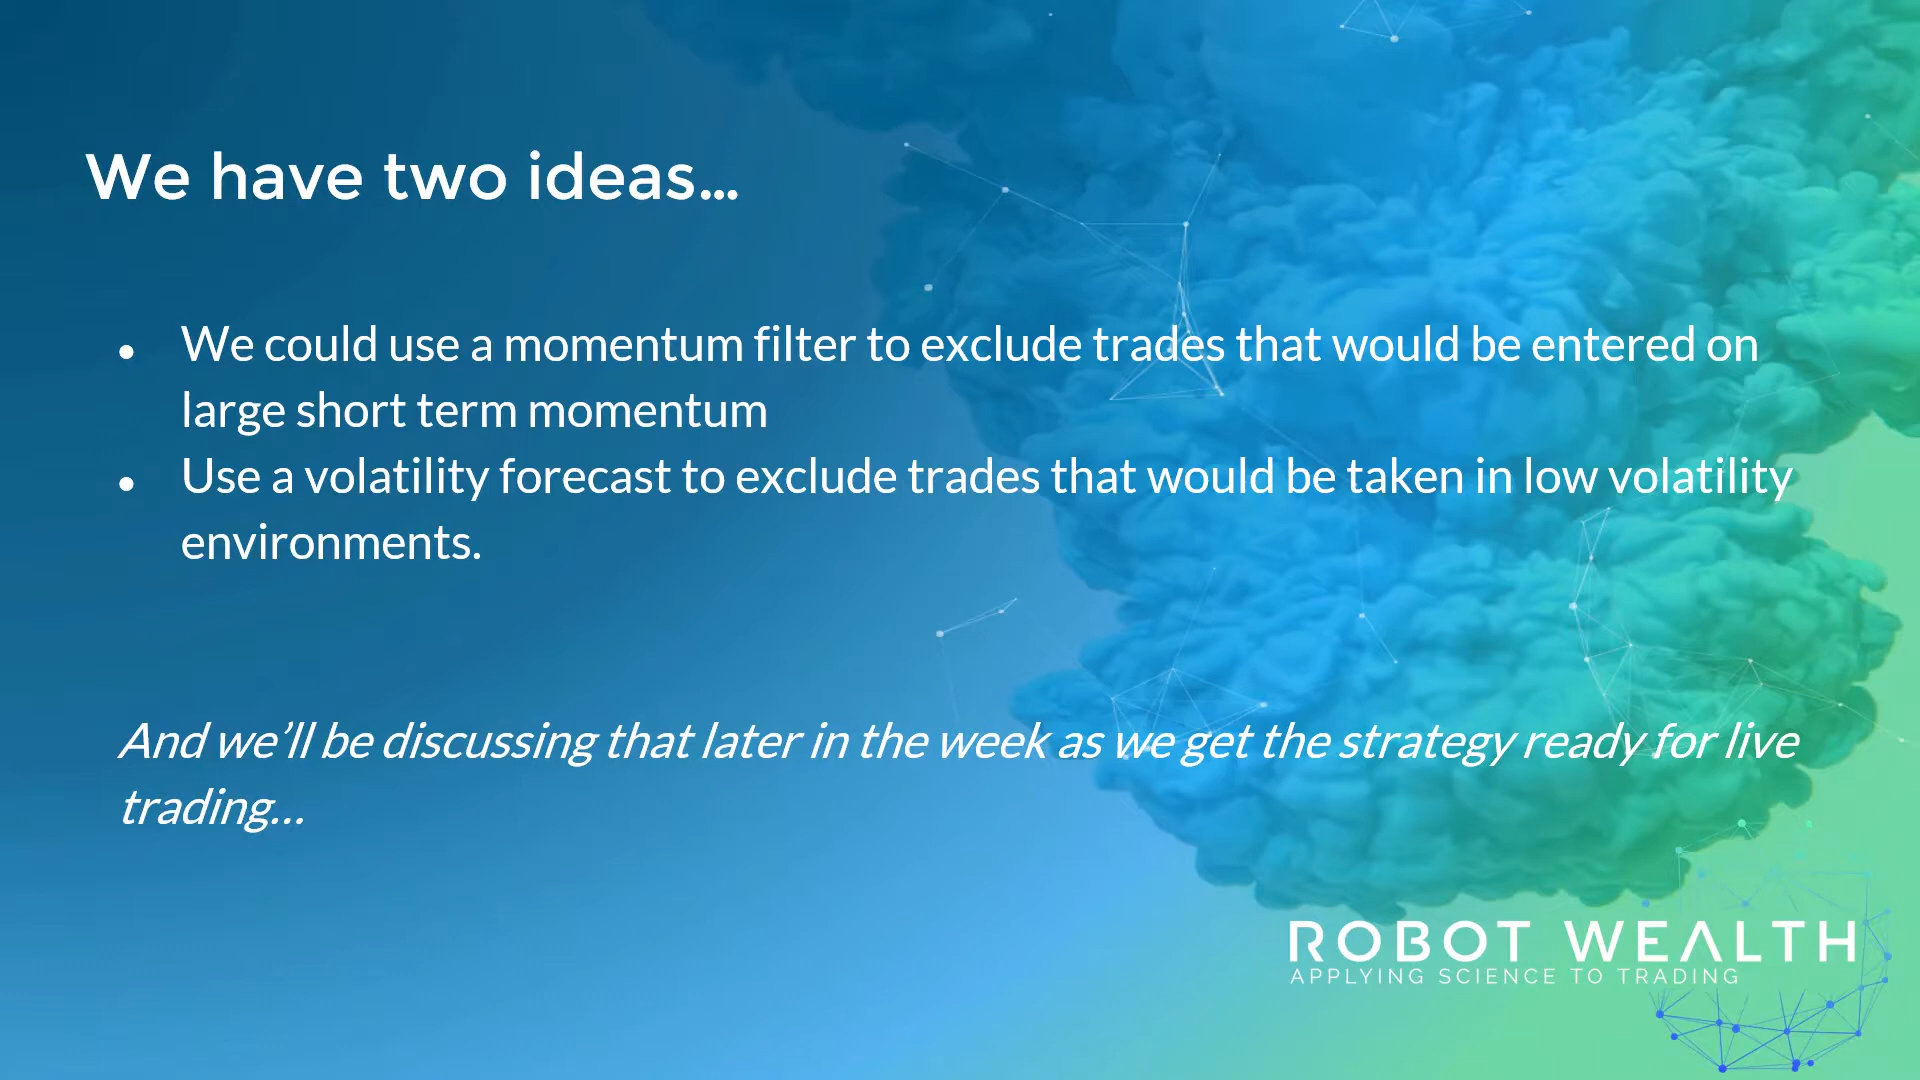 We have two ideas...
● We could use a momentum filter to exclude trades that would be entered on
large short term momentum
● Use a volatility forecast to exclude trades that would be taken in low volatility
environments.
And we’ll be discussing that later in the week as we get the strategy ready for live
trading...
ROBOT WEALTH
APPLYING SCIENCE TO TRADING